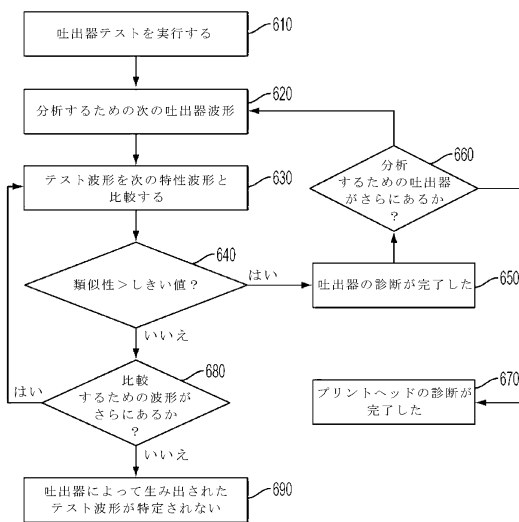 吐出器テストを実行する
610
分析するための次の吐出器波形
620
テスト波形を次の特性波形と
比較する
630
類似性>しきい値?
640
はい
いいえ
分析
するための吐出器
がさらにあるか
?
660
吐出器の診断が完了した
650
比較
するための波形が
さらにあるか
?
680
はい
いいえ
プリントヘッドの診断が
完了した
670
吐出器によって生み出された
テスト波形が特定されない
690